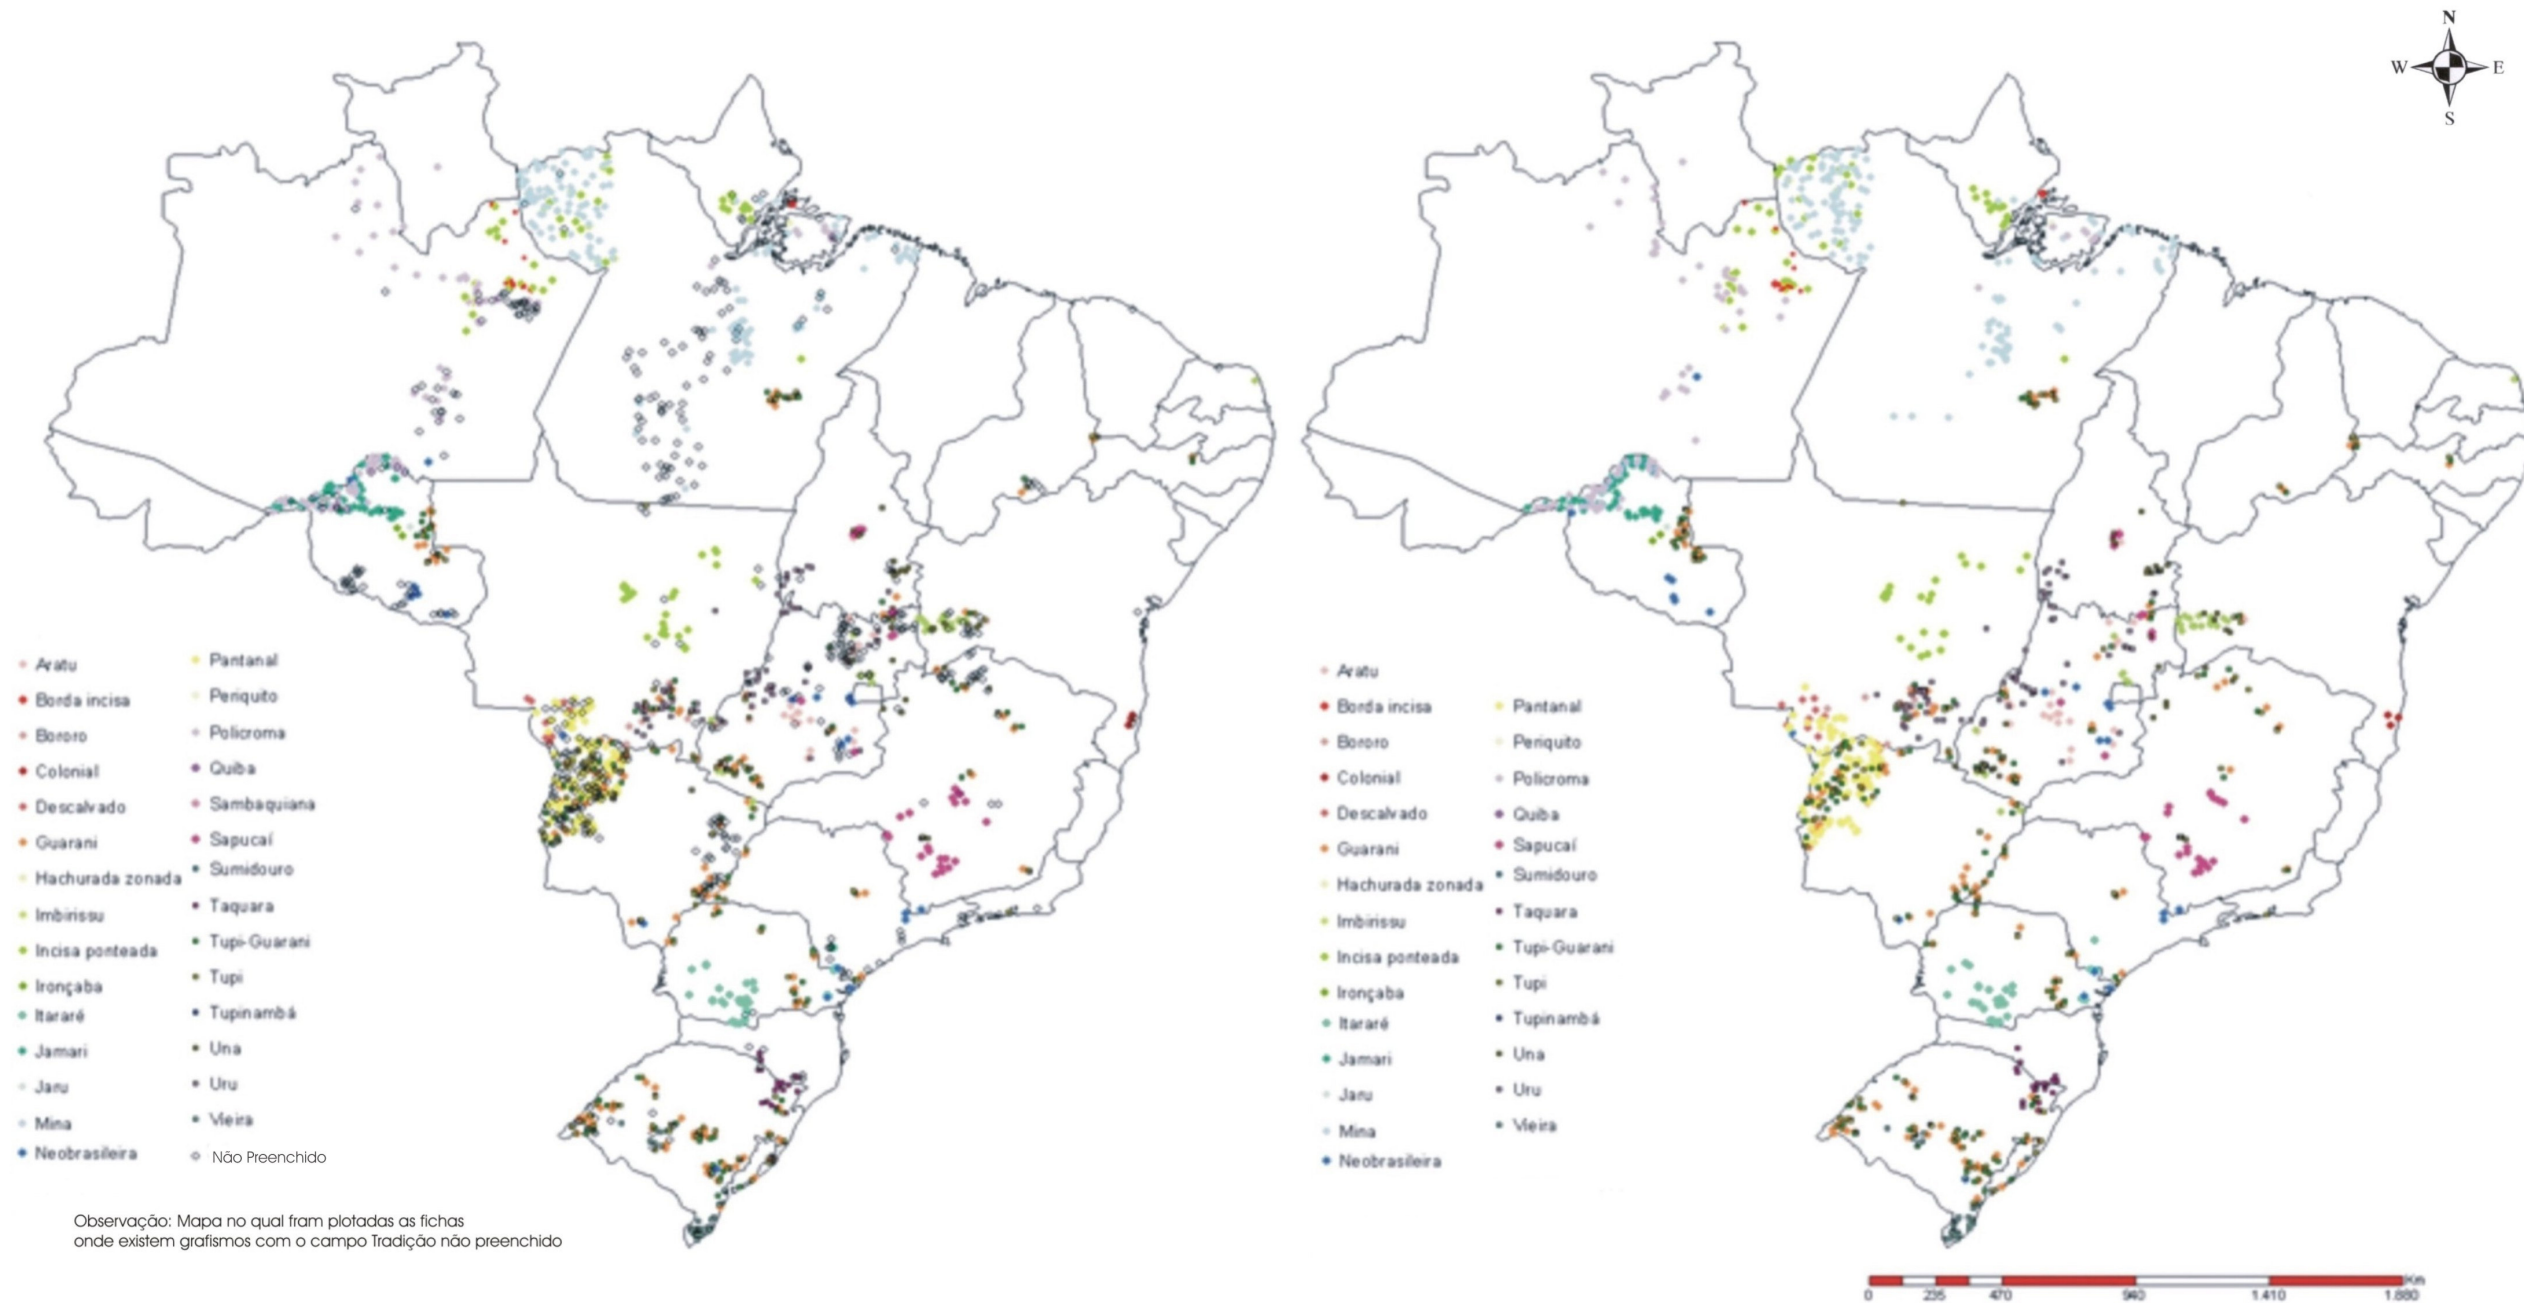 N
W E
S
Aratu
Borda incisa
Bororo
Colonial
Descalvado
Guarani
Hachurada zonada
Imbirissu
Incisa ponteada
Ironçaba
Itararé
Jamari
Jaru
Mina
Neobrasileira
Pantanal
Periquito
Policroma
Quiba
Sambaquiana
Sapucaí
Sumidouro
Taquara
Tupi-Guarani
Tupi
Tupinambá
Una
Uru
Vieira
Não Preenchido
Observação: Mapa no qual fram plotadas as fichas
onde existem grafismos com o campo Tradição não preenchido
Aratu
Borda incisa
Bororo
Colonial
Descalvado
Guarani
Hachurada zonada
Imbirissu
Incisa ponteada
Ironçaba
Itararé
Jamari
Jaru
Mina
Neobrasileira
Pantanal
Periquito
Policroma
Quiba
Sapucaí
Sumidouro
Taquara
Tupi-Guarani
Tupi
Tupinambá
Una
Uru
Vieira
Km
0 235 470 940 1.410 1.880